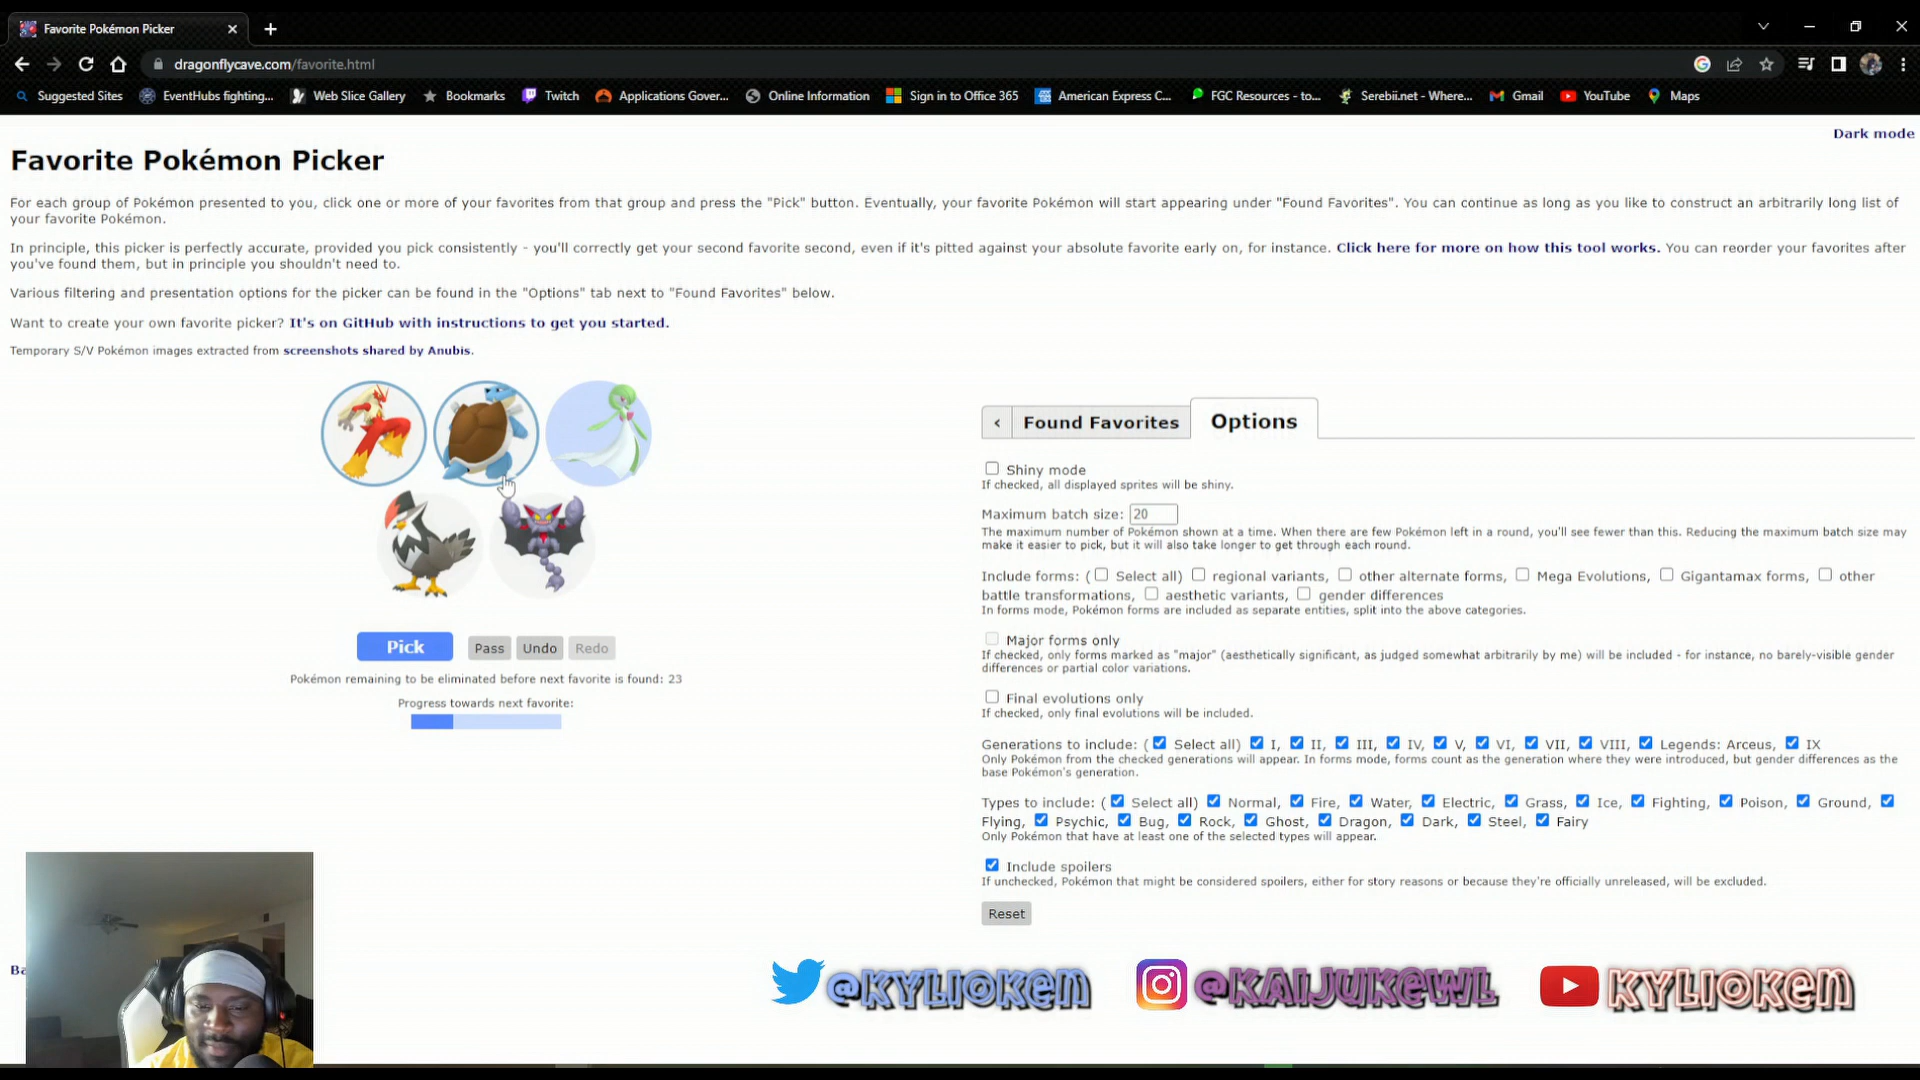 Favorite Pokémon Picker
dragonflycave.com/favorite.html
Suggested Sites EventHubs fighting... Web Slice Gallery Bookmarks Twitch Applications Gover... Online Information Sign in to Office 365 American Express C... FGC Resources - to... Serebii.net - Where... Gmail YouTube Maps
Dark mode
Favorite Pokémon Picker
For each group of Pokémon presented to you, click one or more of your favorites from that group and press the "Pick" button. Eventually, your favorite Pokémon will start appearing under "Found Favorites". You can continue as long as you like to construct an arbitrarily long list of
your favorite Pokémon.
In principle, this picker is perfectly accurate, provided you pick consistently - you'll correctly get your second favorite second, even if it's pitted against your absolute favorite early on, for instance. Click here for more on how this tool works. You can reorder your favorites after
you've found them, but in principle you shouldn't need to.
Various filtering and presentation options for the picker can be found in the "Options" tab next to "Found Favorites" below.
Want to create your own favorite picker? It's on GitHub with instructions to get you started.
Temporary S/V Pokémon images extracted from screenshots shared by Anubis.
< Found Favorites Options
Shiny mode
If checked, all displayed sprites will be shiny.
Maximum batch size: 20
The maximum number of Pokémon shown at a time. When there are few Pokémon left in a round, you'll see fewer than this. Reducing the maximum batch size may
make it easier to pick, but it will also take longer to get through each round.
Include forms: ( Select all) regional variants, other alternate forms, Mega Evolutions, Gigantamax forms, other
battle transformations, aesthetic variants, gender differences
In forms mode, Pokémon forms are included as separate entities, split into the above categories.
Major forms only
If checked, only forms marked as "major" (aesthetically significant, as judged somewhat arbitrarily by me) will be included - for instance, no barely-visible gender
differences or partial color variations.
Final evolutions only
If checked, only final evolutions will be included.
Generations to include: ( Select all) I, II, III, IV, V, VI, VII, VIII, Legends: Arceus, IX
Only Pokémon from the checked generations will appear. In forms mode, forms count as the generation where they were introduced, but gender differences as the
base Pokémon's generation.
Types to include: ( Select all) Normal, Fire, Water, Electric, Grass, Ice, Fighting, Poison, Ground,
Flying, Psychic, Bug, Rock, Ghost, Dragon, Dark, Steel, Fairy
Only Pokémon that have at least one of the selected types will appear.
Include spoilers
If unchecked, Pokémon that might be considered spoilers, either for story reasons or because they're officially unreleased, will be excluded.
Reset
Pick Pass Undo Redo
Pokémon remaining to be eliminated before next favorite is found: 23
Progress towards next favorite:
Ba
@KYLIOKEN @KAIJUKEWL KYLIOKEN